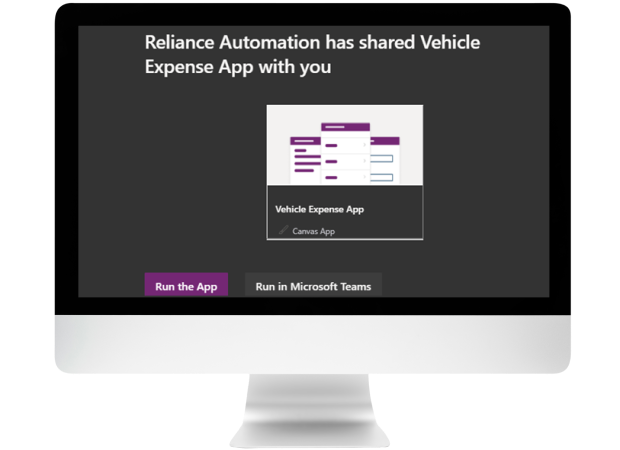 Reliance Automation has shared Vehicle
Expense App with you
Vehicle Expense App
Canvas App
Run the App
Run in Microsoft Teams